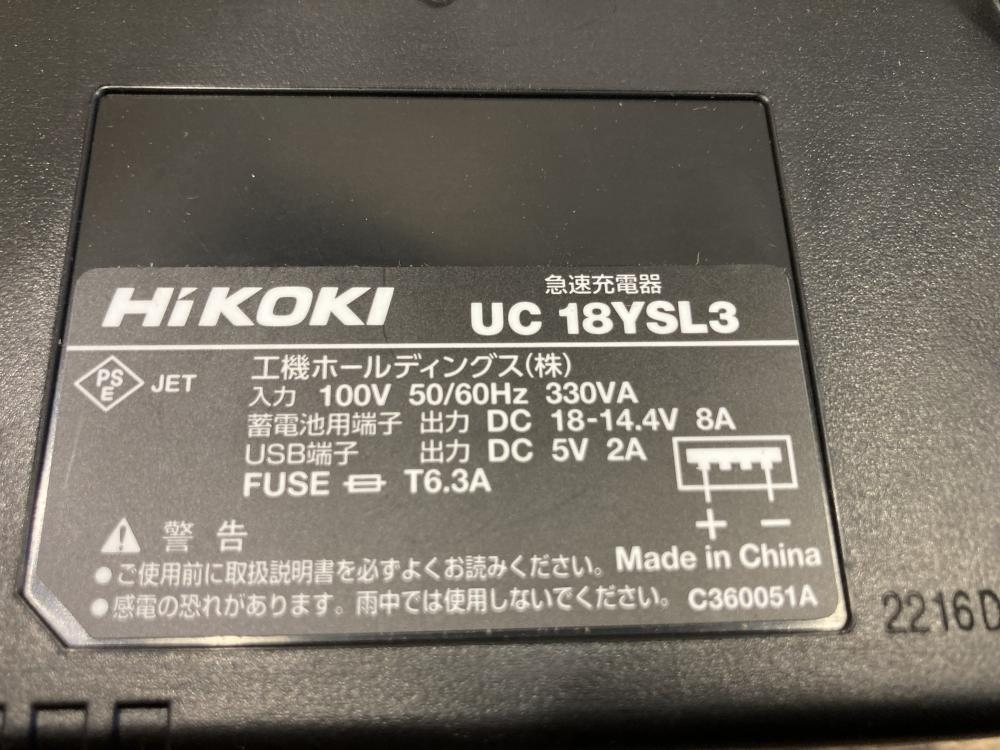 HiKOKI
急速充電器
UC 18YSL3
PS
E
JET
工機ホールディングス(株)
入力 100V 50/60Hz 330VA
蓄電池用端子 出力 DC 18-14.4V 8A
USB端子 出力 DC 5V 2A
FUSE T6.3A
+ −
警告
Made in China
●ご使用前に取扱説明書を必ずよくお読みください。
●感電の恐れがあります。雨中では使用しないでください。
C360051A
2216D